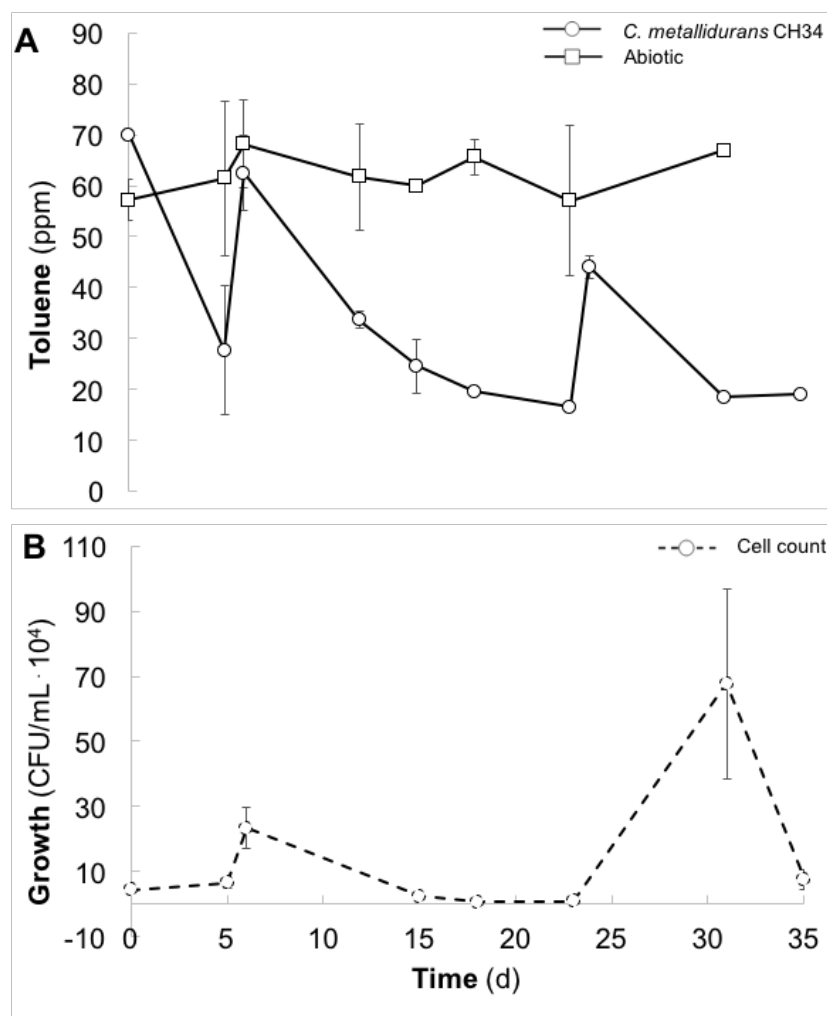 A
C. metallidurans CH34
Abiotic
90
80
70
60
50
40
30
20
10
0
Toluene (ppm)
B
Cell count
110
90
70
50
30
10
-10
Growth (CFU/mL · 10⁴)
0 5 10 15 20 25 30 35
Time (d)